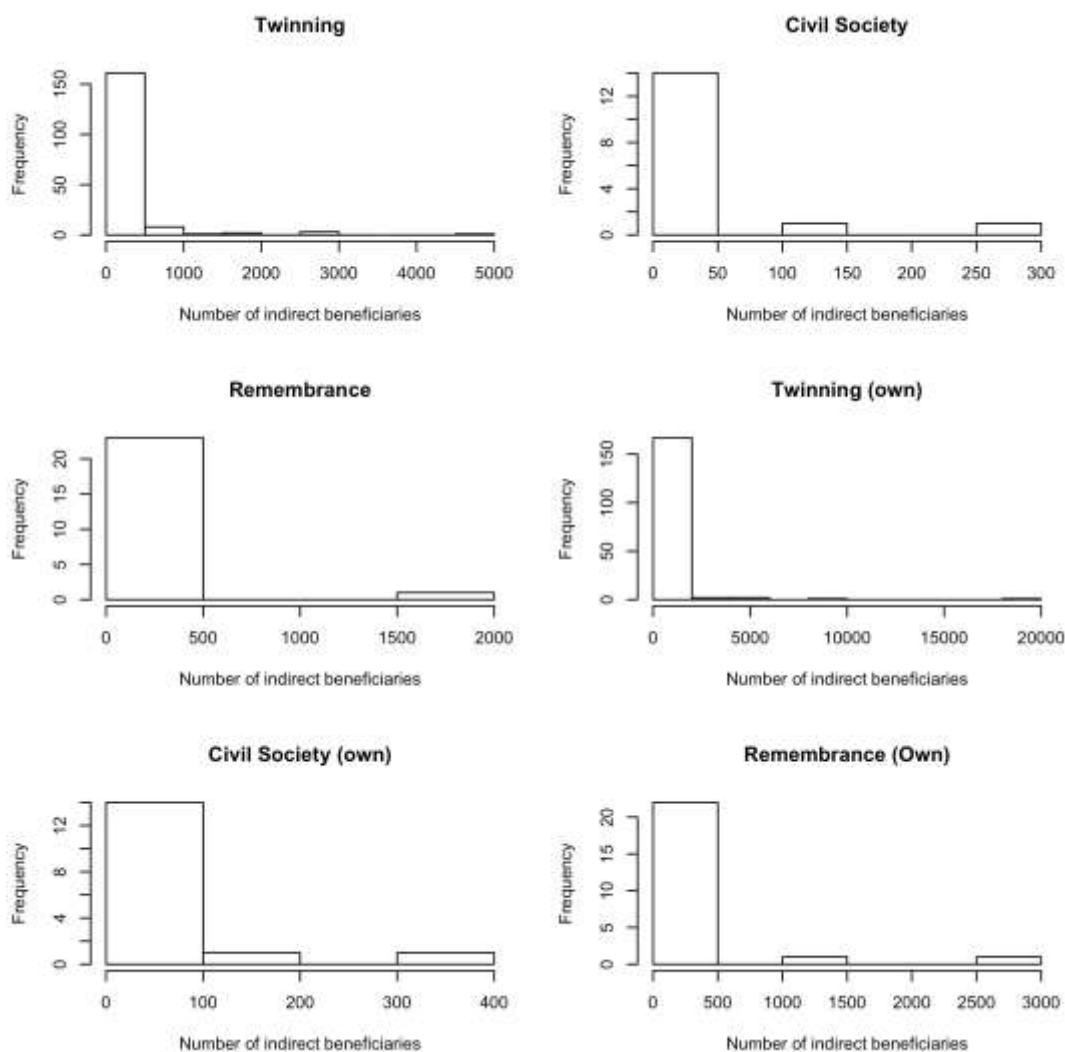 Twinning
Frequency
0 50 100 150
0 1000 2000 3000 4000 5000
Number of indirect beneficiaries
Civil Society
Frequency
0 4 8 12
0 50 100 150 200 250 300
Number of indirect beneficiaries
Remembrance
Frequency
0 5 10 15 20
0 500 1000 1500 2000
Number of indirect beneficiaries
Twinning (own)
Frequency
0 50 100 150
0 5000 10000 15000 20000
Number of indirect beneficiaries
Civil Society (own)
Frequency
0 4 8 12
0 100 200 300 400
Number of indirect beneficiaries
Remembrance (Own)
Frequency
0 5 10 15 20
0 500 1000 1500 2000 2500 3000
Number of indirect beneficiaries